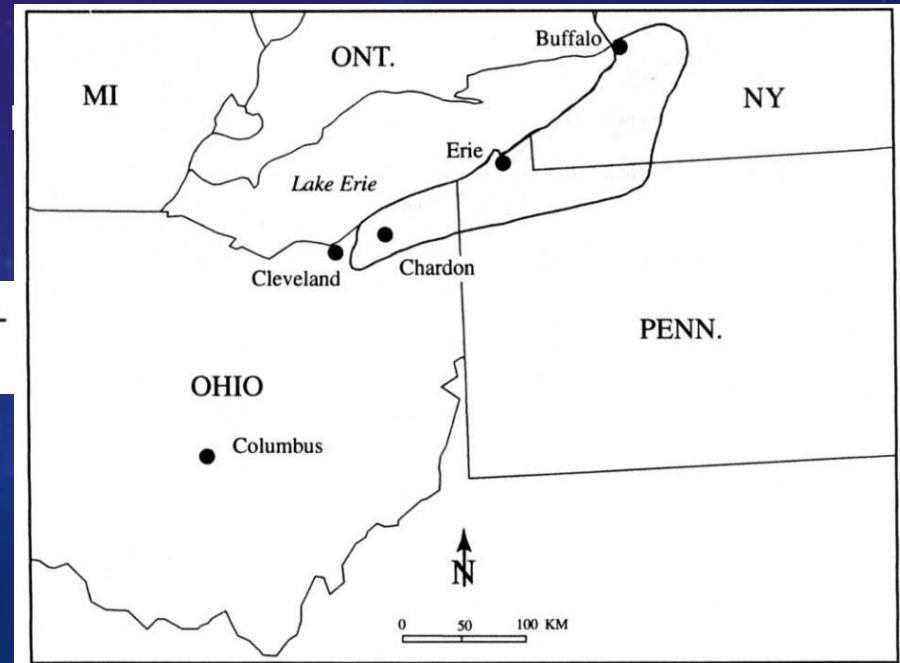 Buffalo
ONT.
MI
NY
Erie
Lake Erie
Chardon
Cleveland
PENN.
OHIO
Columbus
N
0 50 100 KM